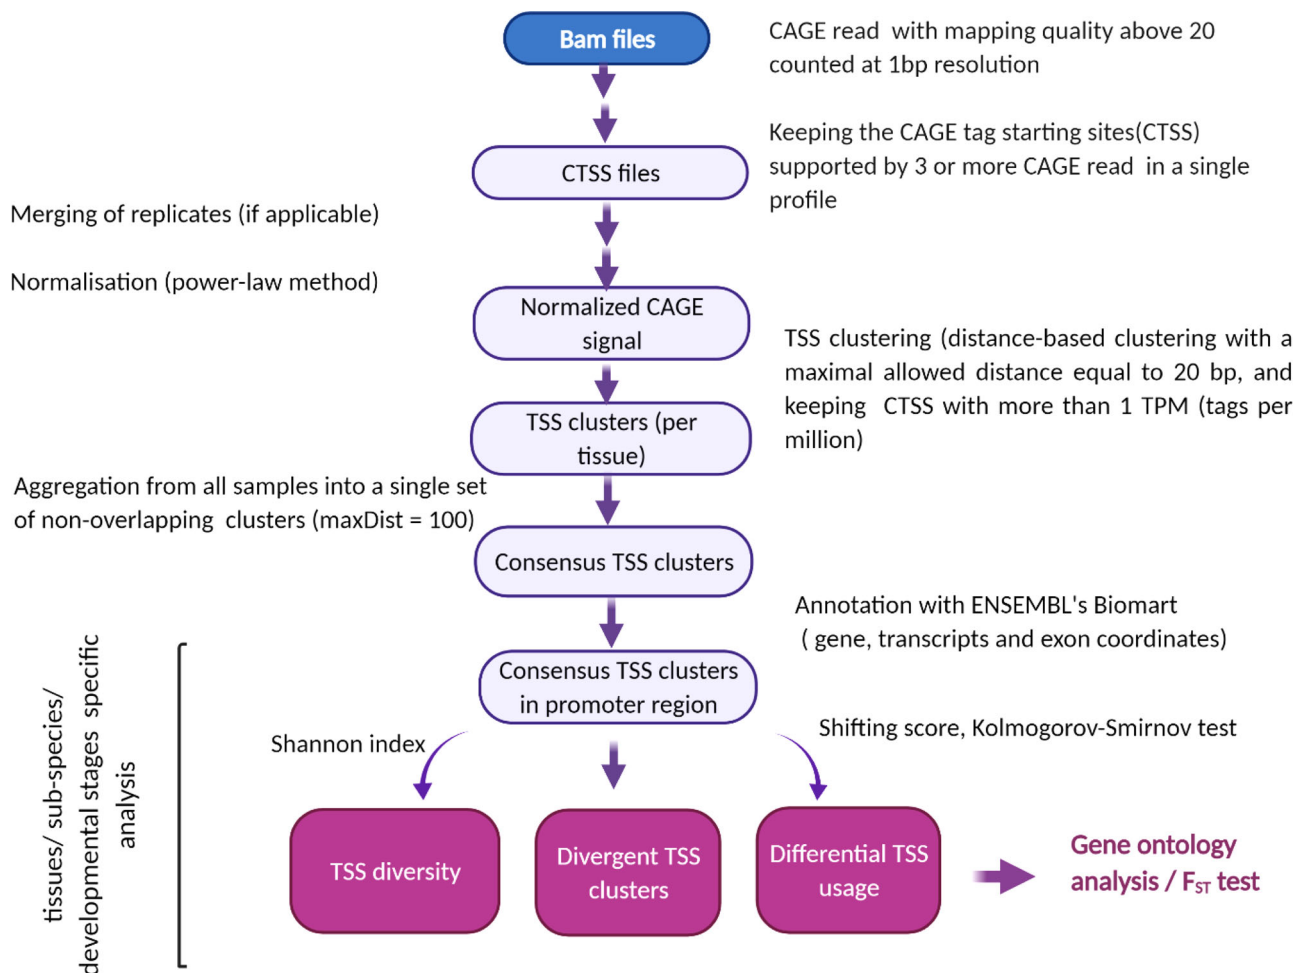 Bam files
CAGE read  with mapping quality above 20
counted at 1bp resolution
Keeping the CAGE tag starting sites(CTSS)
supported by 3 or more CAGE read  in a single
profile
CTSS files
Merging of replicates (if applicable)
Normalisation (power-law method)
Normalized CAGE
signal
TSS clustering (distance-based clustering with a
maximal allowed distance equal to 20 bp, and
keeping  CTSS with more than 1 TPM (tags per
million)
TSS clusters (per
tissue)
Aggregation from all samples into a single set
of non-overlapping  clusters (maxDist = 100)
Consensus TSS clusters
Annotation with ENSEMBL's Biomart
( gene, transcripts and exon coordinates)
Consensus TSS clusters
in promoter region
tissues/ sub-species/
developmental stages  specific
analysis
Shannon index
Shifting score, Kolmogorov-Smirnov test
TSS diversity
Divergent TSS
clusters
Differential TSS
usage
Gene ontology
analysis / FST test